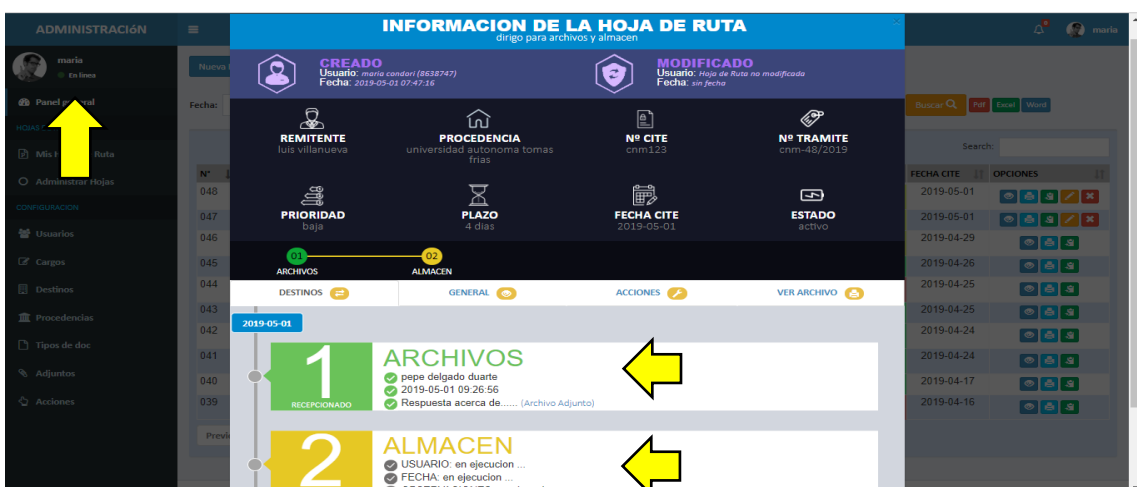 ADMINISTRACIóN
maria
maria
En linea
Nuevo
Panel general
HOJAS
Mis H Ruta
Administrar Hojas
CONFIGURACION
Usuarios
Cargos
Destinos
Procedencias
Tipos de doc
Adjuntos
Acciones
Fecha:
Buscar Pdf Excel Word
Search:
N° FECHA CITE OPCIONES
048 2019-05-01
047 2019-05-01
046 2019-04-29
045 2019-04-26
044 2019-04-25
043 2019-04-25
042 2019-04-24
041 2019-04-24
040 2019-04-17
039 2019-04-16
Previ
INFORMACION DE LA HOJA DE RUTA
dirigo para archivos y almacen
CREADO
Usuario: maria condori (8638747)
Fecha: 2019-05-01 07:47:16
MODIFICADO
Usuario: Hoja de Ruta no modificada
Fecha: sin fecha
REMITENTE
luis villanueva
PROCEDENCIA
universidad autonoma tomas
frias
Nº CITE
cnm123
Nº TRAMITE
cnm-48/2019
PRIORIDAD
baja
PLAZO
4 dias
FECHA CITE
2019-05-01
ESTADO
activo
01 02
ARCHIVOS ALMACEN
DESTINOS GENERAL ACCIONES VER ARCHIVO
2019-05-01
1
RECEPCIONADO
ARCHIVOS
pepe delgado duarte
2019-05-01 09:26:56
Respuesta acerca de...... (Archivo Adjunto)
2
ALMACEN
USUARIO: en ejecucion ...
FECHA: en ejecucion ...